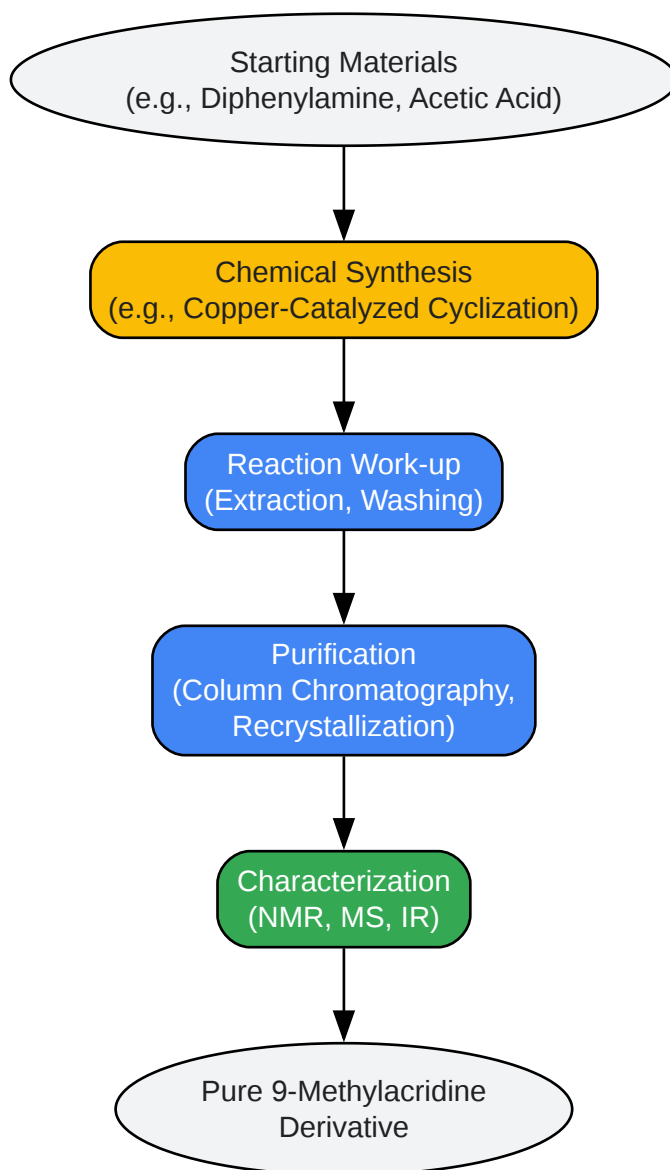 Starting Materials
(e.g., Diphenylamine, Acetic Acid)
Chemical Synthesis
(e.g., Copper-Catalyzed Cyclization)
Reaction Work-up
(Extraction, Washing)
Purification
(Column Chromatography,
Recrystallization)
Characterization
(NMR, MS, IR)
Pure 9-Methylacridine
Derivative